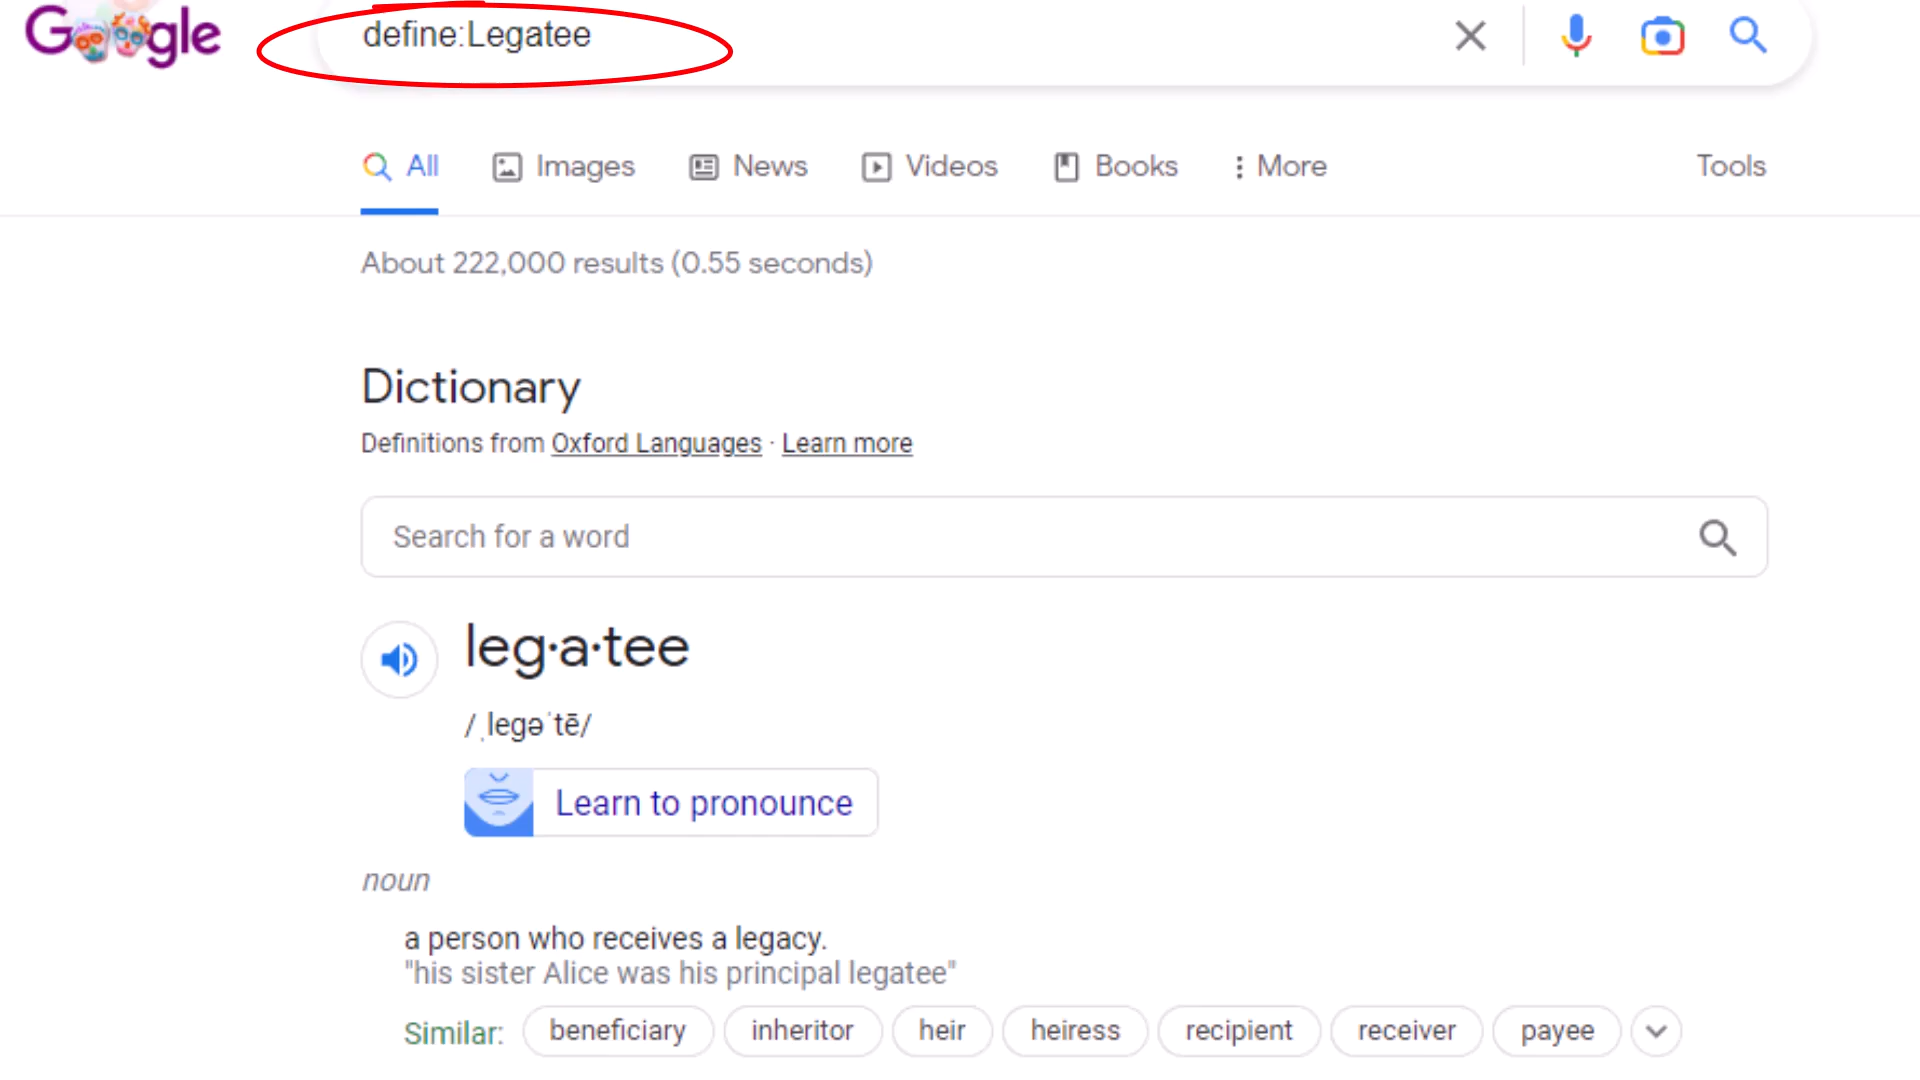 Google
define:Legatee
All Images News Videos Books More Tools
About 222,000 results (0.55 seconds)
Dictionary
Definitions from Oxford Languages · Learn more
Search for a word
leg·a·tee
/ˌlegəˈtē/
Learn to pronounce
noun
a person who receives a legacy.
"his sister Alice was his principal legatee"
Similar: beneficiary inheritor heir heiress recipient receiver payee